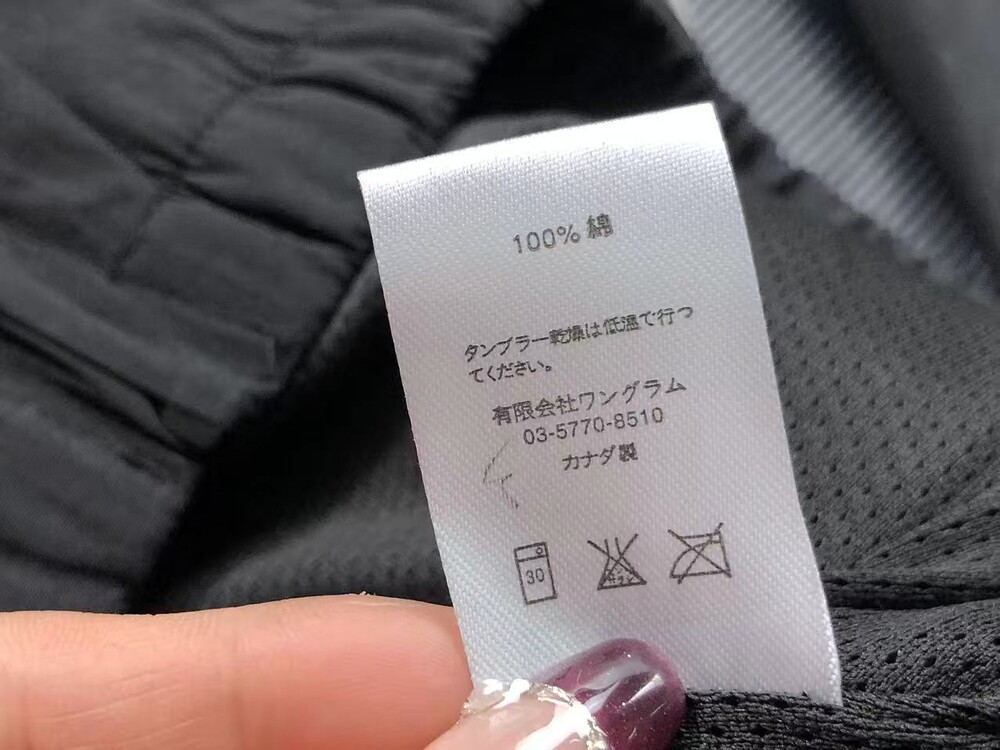 100% 綿
タンブラー乾燥は低温で行っ
てください。
有限会社ワングラム
03-5770-8510
カナダ製
30